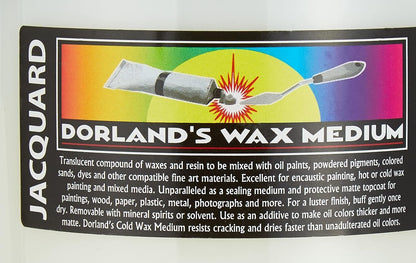 JACQUARD
DORLAND'S WAX MEDIUM
Translucent compound of waxes and resin to be mixed with oil paints, powdered pigments, colored
sands, dyes and other compatible fine art materials. Excellent for encaustic painting, hot or cold wax
painting and mixed media. Unparalleled as a sealing medium and protective matte topcoat for
paintings, wood, paper, plastic, metal, photographs and more. For a luster finish, buff gently once
dry. Removable with mineral spirits or solvent. Use as an additive to make oil colors thicker and more
matte. Dorland's Cold Wax Medium resists cracking and dries faster than unadulterated oil colors.